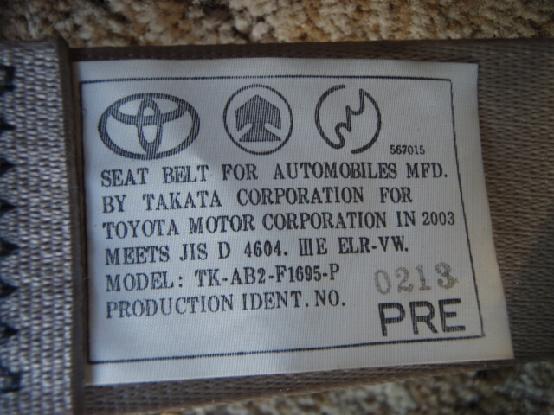 567015
SEAT BELT FOR AUTOMOBILES MFD.
BY TAKATA CORPORATION FOR
TOYOTA MOTOR CORPORATION IN 2003
MEETS JIS D 4604. ⅢE ELR-VW.
MODEL: TK-AB2-F1695-P
PRODUCTION IDENT. NO. 0213
PRE